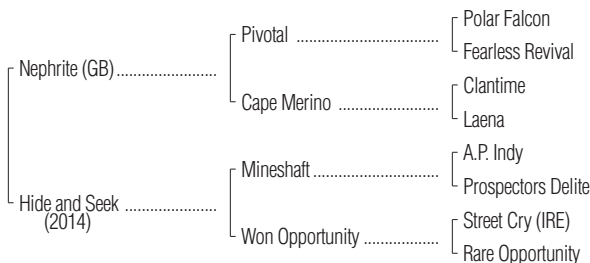 Polar Falcon
Pivotal ..............................
Fearless Revival
Nephrite (GB) .....................
Clantime
Cape Merino .....................
Laena
A.P. Indy
Mineshaft ..........................
Prospectors Delite
Hide and Seek ...................
(2014)
Street Cry (IRE)
Won Opportunity ................
Rare Opportunity